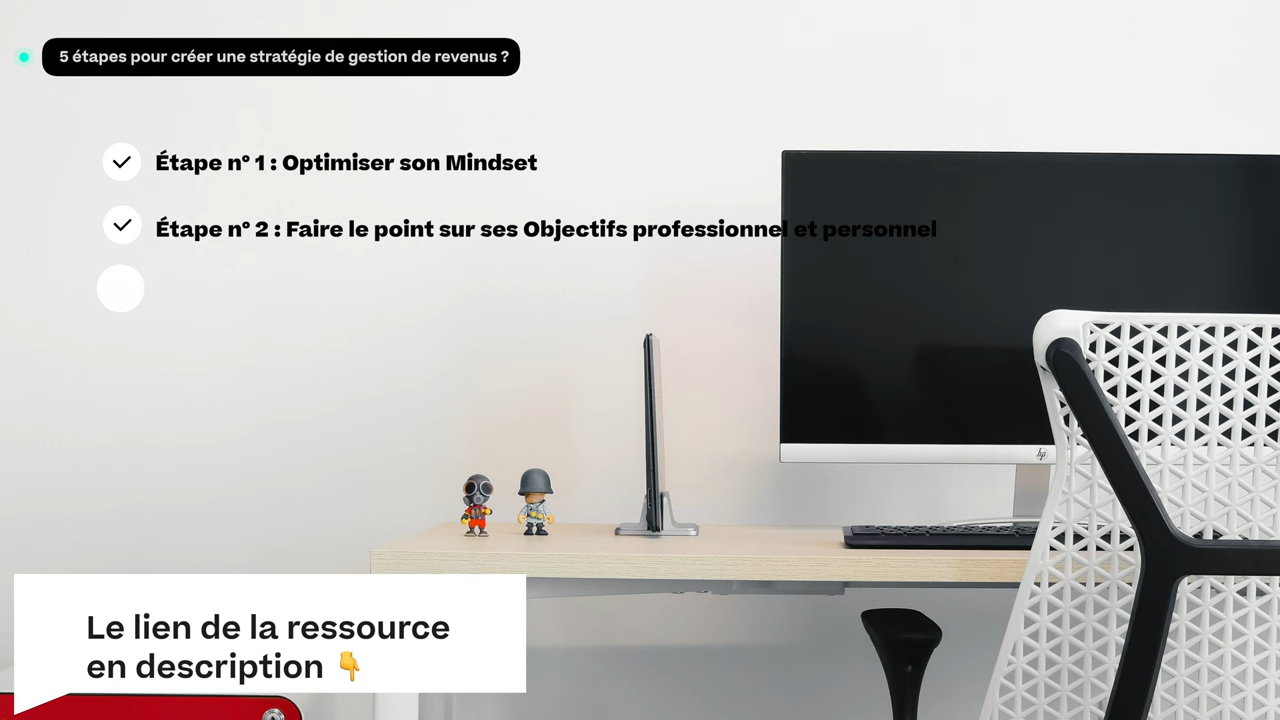 5 étapes pour créer une stratégie de gestion de revenus ?
Étape n° 1 : Optimiser son Mindset
Étape n° 2 : Faire le point sur ses Objectifs professionnel et personnel
hp
Le lien de la ressource
en description 👇